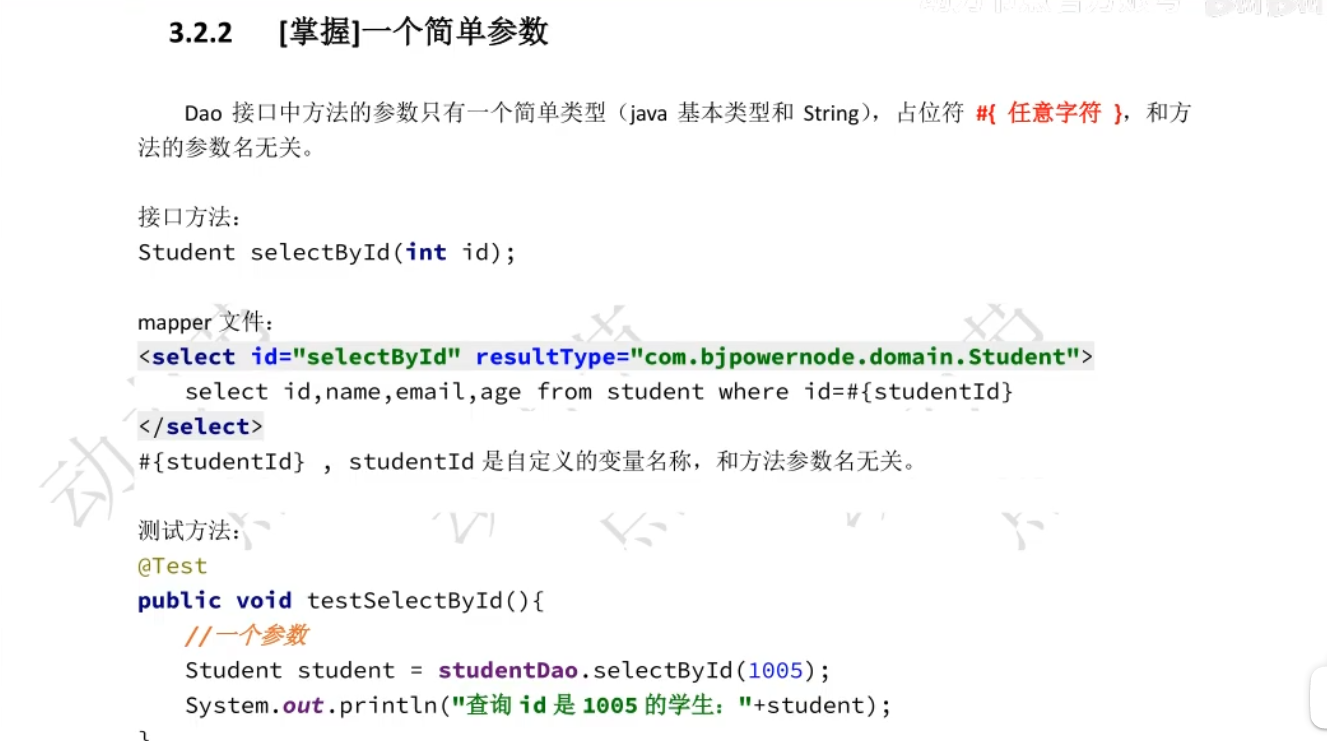 3.2.2 [掌握]一个简单参数
Dao 接口中方法的参数只有一个简单类型（java 基本类型和 String），占位符 #{ 任意字符 }，和方
法的参数名无关。
接口方法：
Student selectById(int id);
mapper 文件：
<select id="selectById" resultType="com.bjpowernode.domain.Student">
select id,name,email,age from student where id=#{studentId}
</select>
#{studentId} , studentId 是自定义的变量名称，和方法参数名无关。
测试方法：
@Test
public void testSelectById(){
//一个参数
Student student = studentDao.selectById(1005);
System.out.println("查询 id 是 1005 的学生："+student);
}